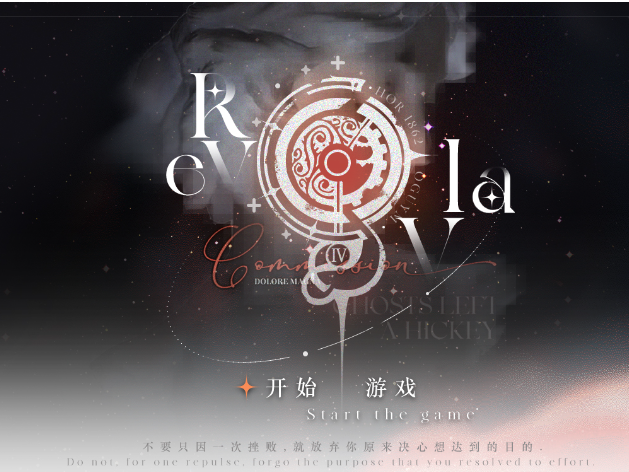 R
ev la
V
HOR 1862
Commission
IV
DOLORE MA
GHOSTS LEFT
A HICKEY
开始 游戏
Start the game
不要只因一次挫败,就放弃你原来决心想达到的目的.
Do not, for one repulse, forgo the purpose that you resolved to effort.